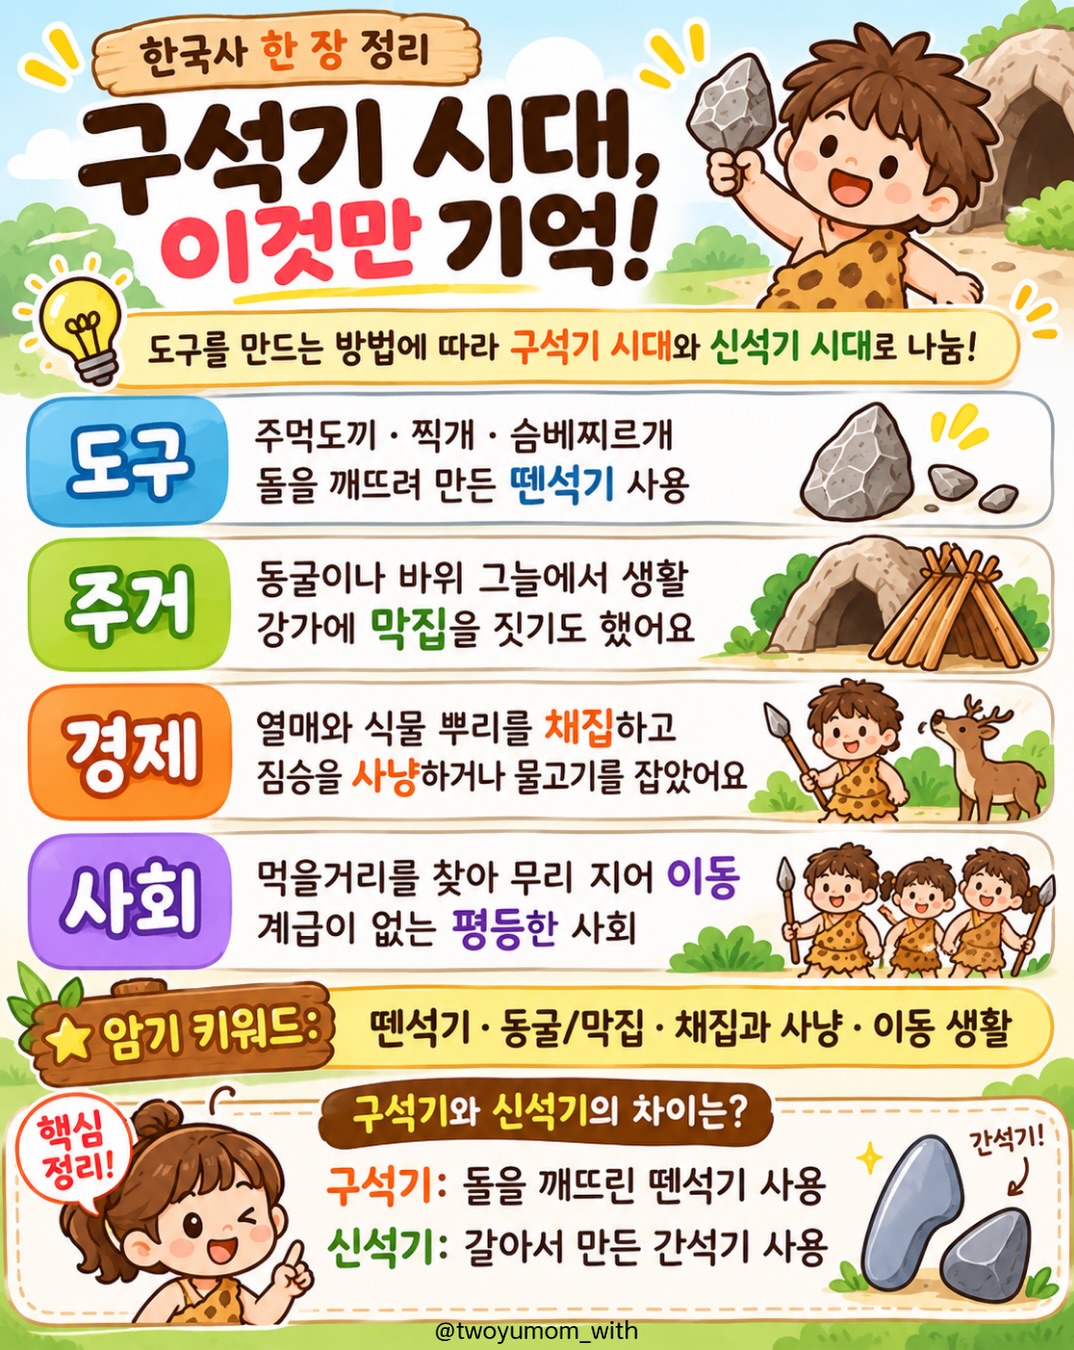 한국사 한 장 정리
구석기 시대,
이것만 기억!
도구를 만드는 방법에 따라 구석기 시대와 신석기 시대로 나눔!
도구
주먹도끼 · 찍개 · 슴베찌르개
돌을 깨뜨려 만든 뗀석기 사용
주거
동굴이나 바위 그늘에서 생활
강가에 막집을 짓기도 했어요
경제
열매와 식물 뿌리를 채집하고
짐승을 사냥하거나 물고기를 잡았어요
사회
먹을거리를 찾아 무리 지어 이동
계급이 없는 평등한 사회
암기 키워드:
뗀석기 · 동굴/막집 · 채집과 사냥 · 이동 생활
핵심
정리!
구석기와 신석기의 차이는?
구석기: 돌을 깨뜨린 뗀석기 사용
신석기: 갈아서 만든 간석기 사용
간석기!
@twoyumom_with